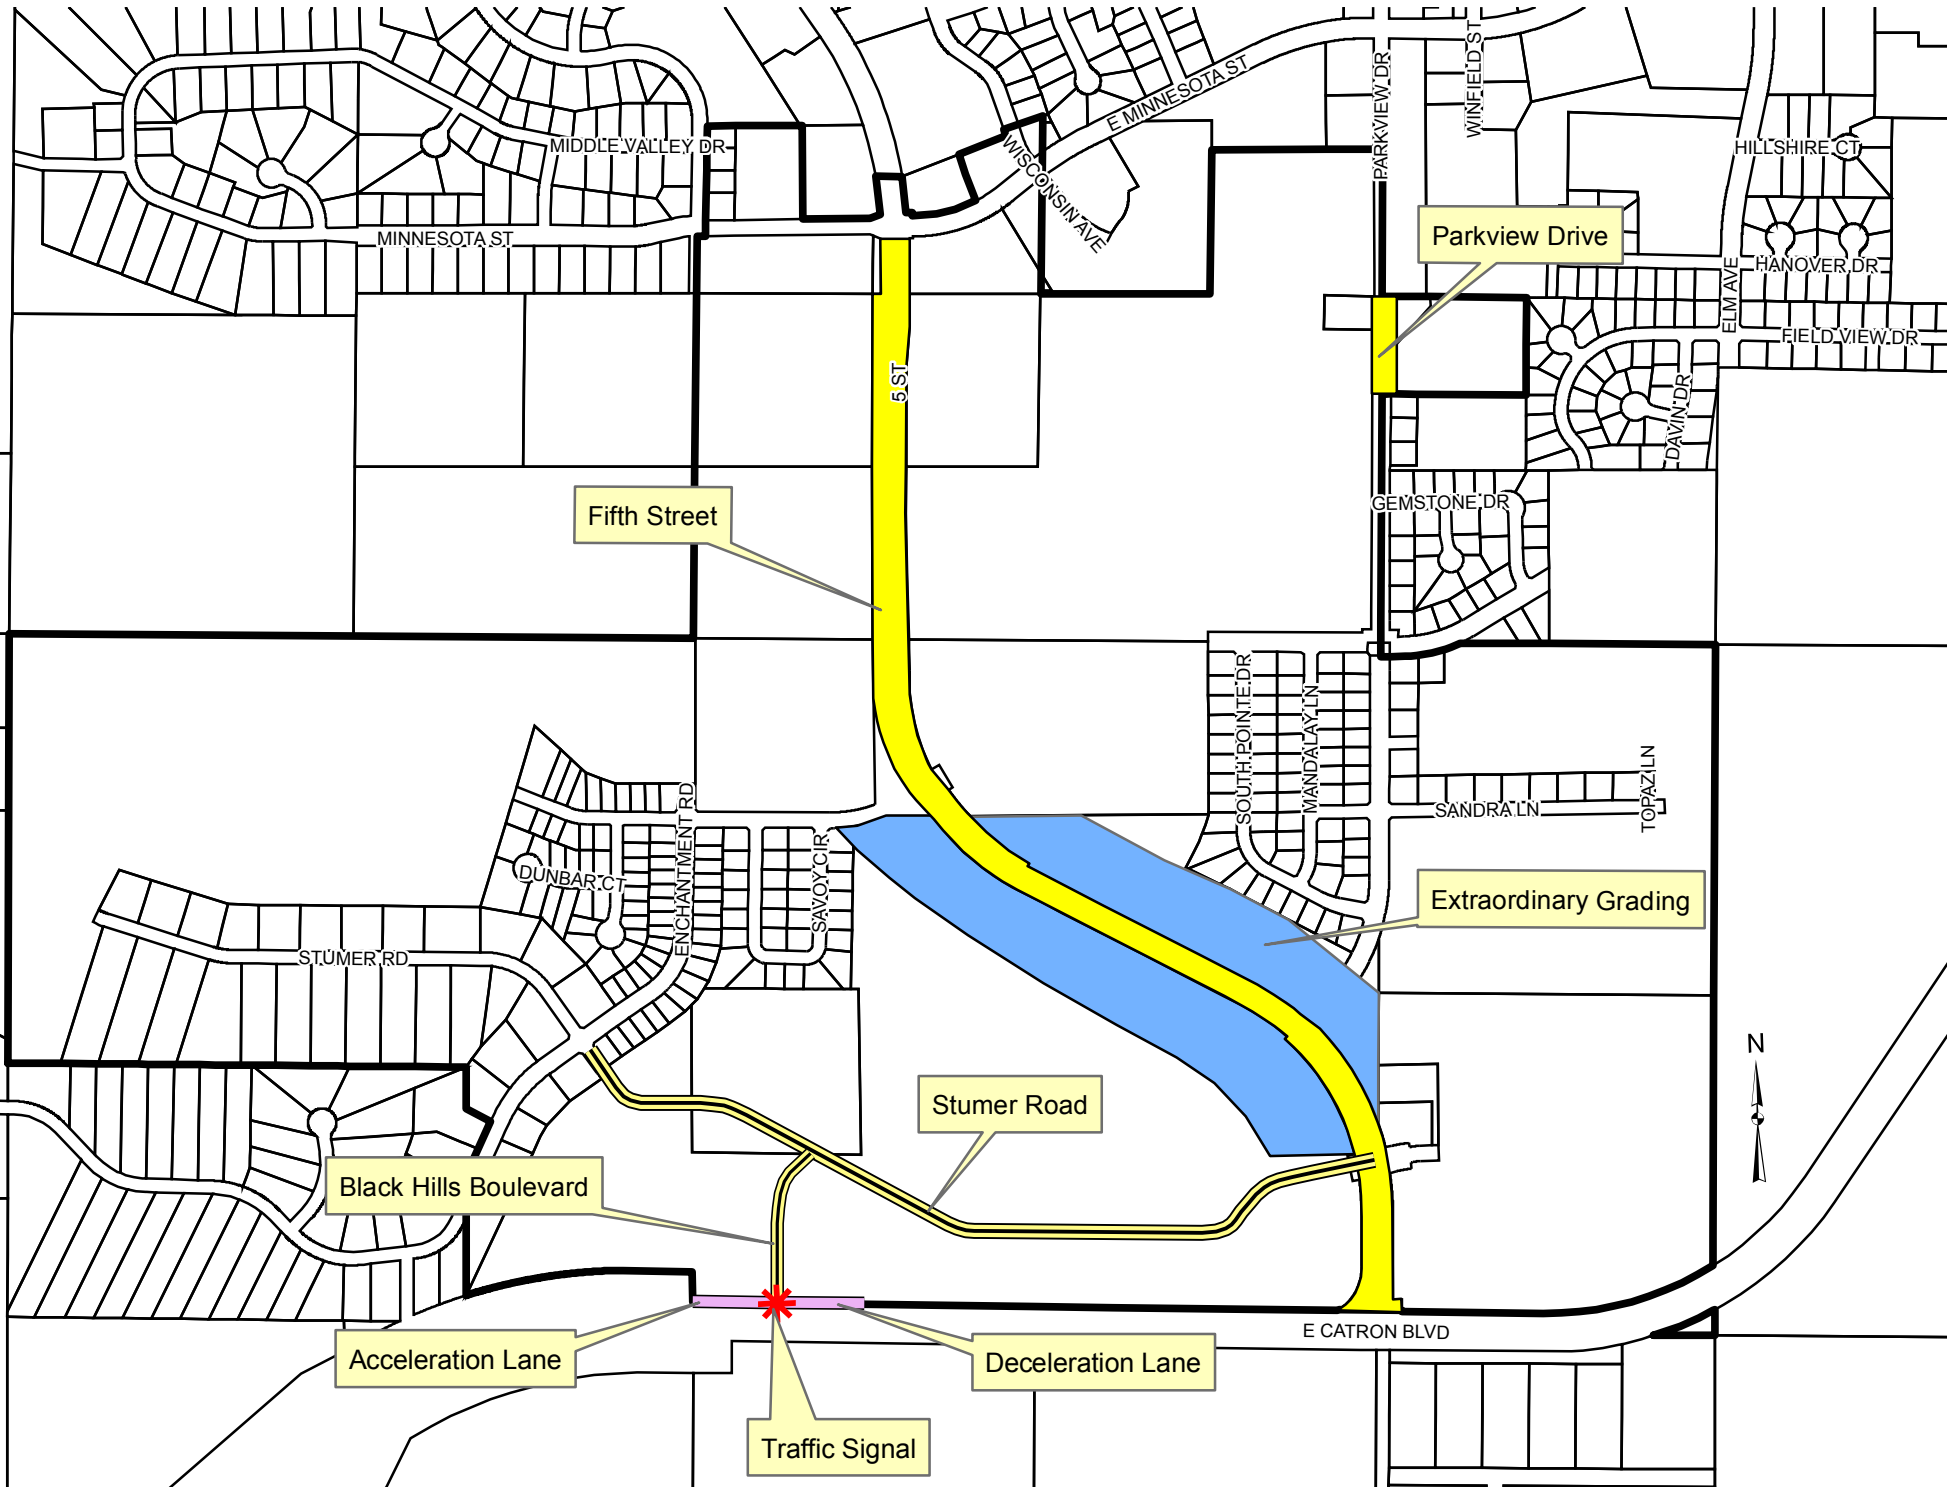 E MINNESOTA ST
PARKVIEW DR
WINFIELD ST
MIDDLE VALLEY DR
WISCONSIN AVE
HILLSHIRE CT
MINNESOTA ST
Parkview Drive
HANOVER DR
ELM AVE
FIELD VIEW DR
5 ST
DAVIN DR
Fifth Street
GEMSTONE DR
SOUTH POINTE DR
MANDALAY LN
TOPAZ LN
SANDRA LN
ENCHANTMENT RD
SAVOY CIR
DUNBAR CT
Extraordinary Grading
STUMER RD
N
Stumer Road
Black Hills Boulevard
E CATRON BLVD
Acceleration Lane
Deceleration Lane
Traffic Signal